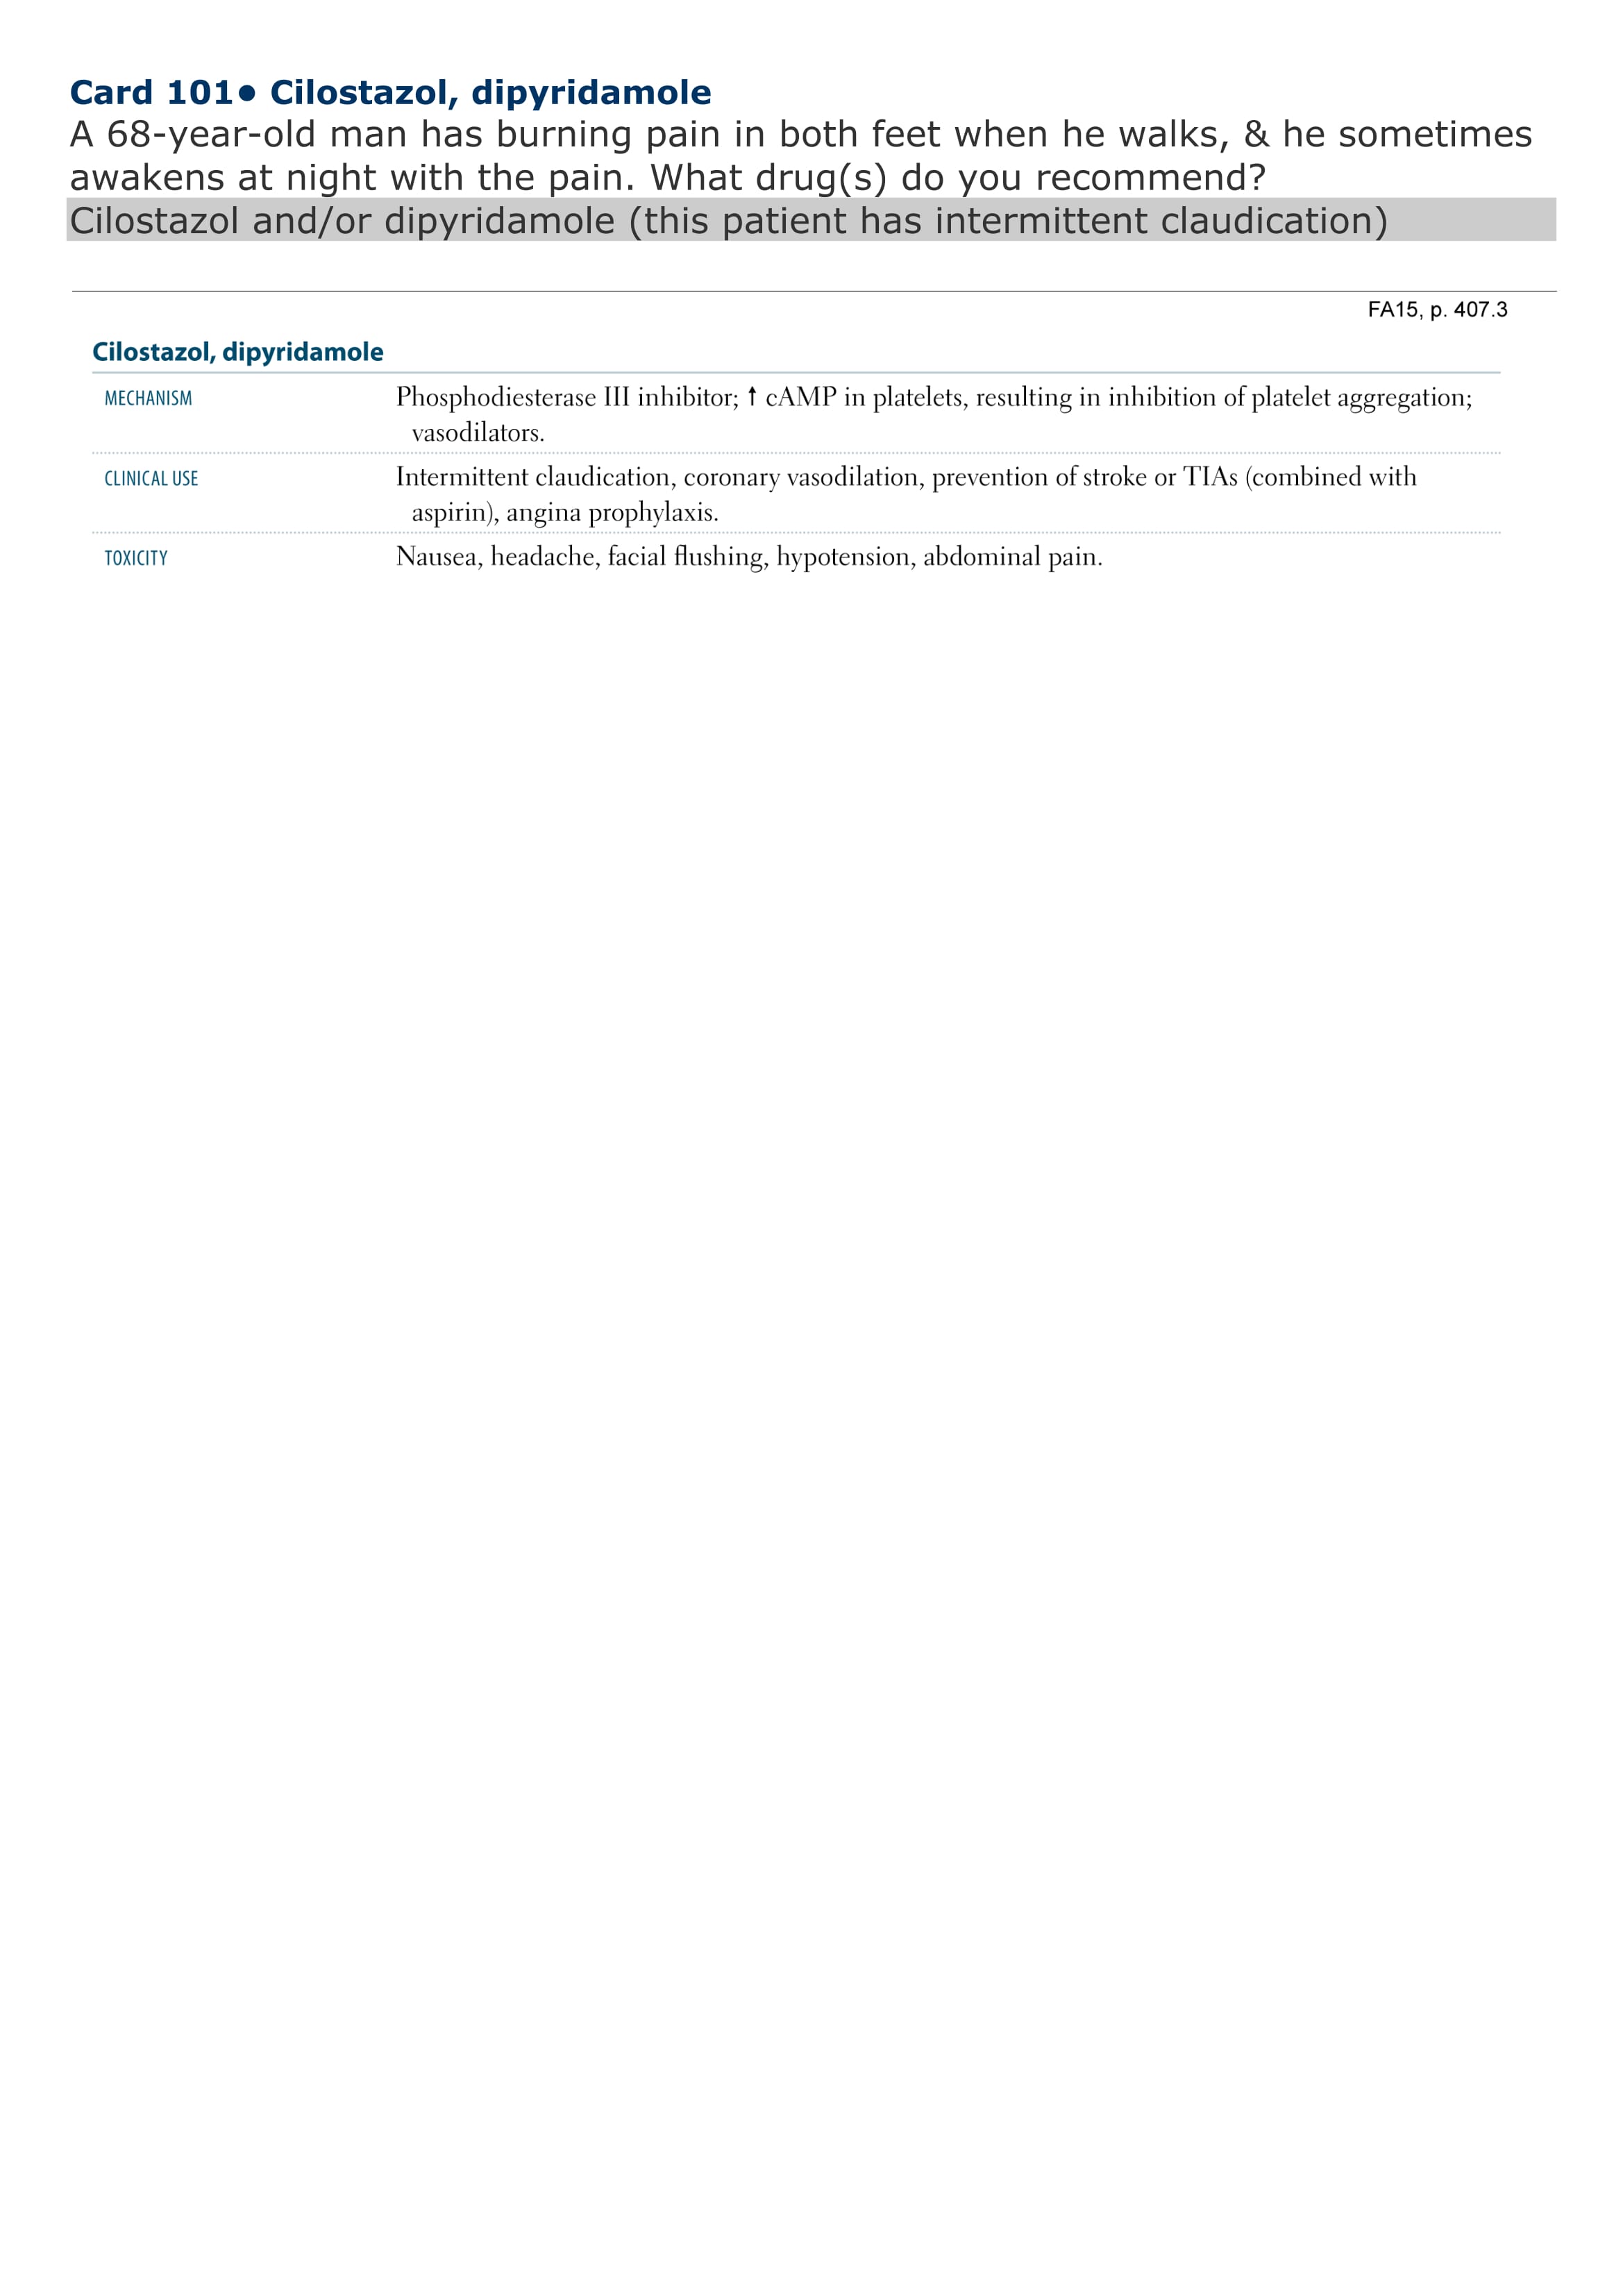 Card 101• Cilostazol, dipyridamole
A 68-year-old man has burning pain in both feet when he walks, & he sometimes
awakens at night with the pain. What drug(s) do you recommend?
Cilostazol and/or dipyridamole (this patient has intermittent claudication)
FA15, p. 407.3
Cilostazol, dipyridamole
MECHANISM Phosphodiesterase III inhibitor; ↑ cAMP in platelets, resulting in inhibition of platelet aggregation;
vasodilators.
CLINICAL USE Intermittent claudication, coronary vasodilation, prevention of stroke or TIAs (combined with
aspirin), angina prophylaxis.
TOXICITY Nausea, headache, facial flushing, hypotension, abdominal pain.